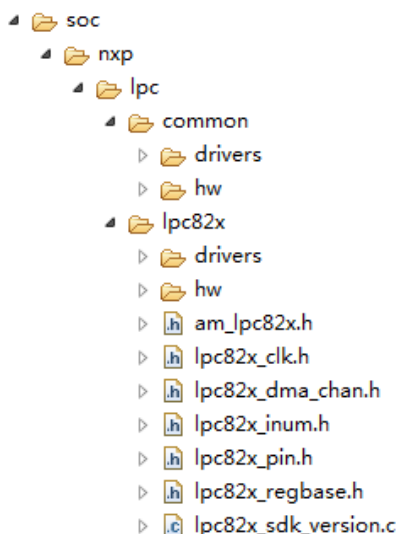 soc
nxp
lpc
common
drivers
hw
lpc82x
drivers
hw
am_lpc82x.h
lpc82x_clk.h
lpc82x_dma_chan.h
lpc82x_inum.h
lpc82x_pin.h
lpc82x_regbase.h
lpc82x_sdk_version.c